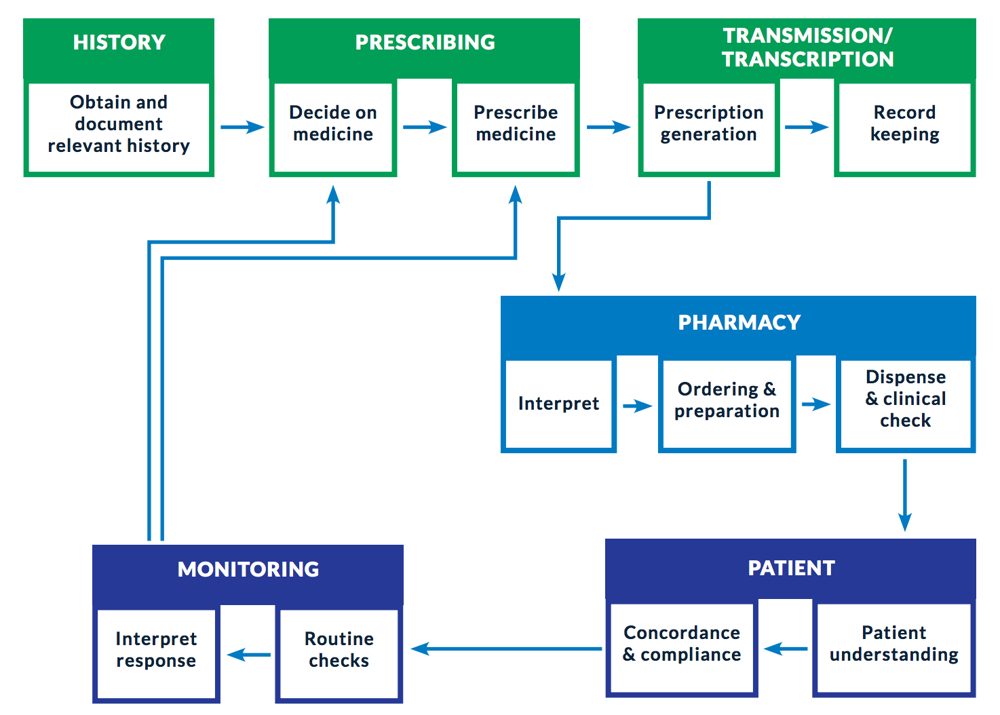 HISTORY
Obtain and
document
relevant history
PRESCRIBING
Decide on
medicine
Prescribe
medicine
TRANSMISSION/
TRANSCRIPTION
Prescription
generation
Record
keeping
PHARMACY
Interpret
Ordering &
preparation
Dispense
& clinical
check
PATIENT
Patient
understanding
Concordance
& compliance
MONITORING
Routine
checks
Interpret
response